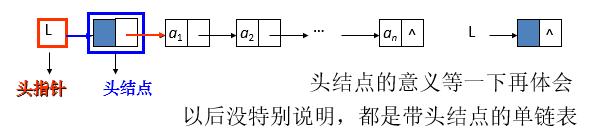 L a1 a2 ... an ^ L ^
头指针 头结点
头结点的意义等一下再体会
以后没特别说明，都是带头结点的单链表